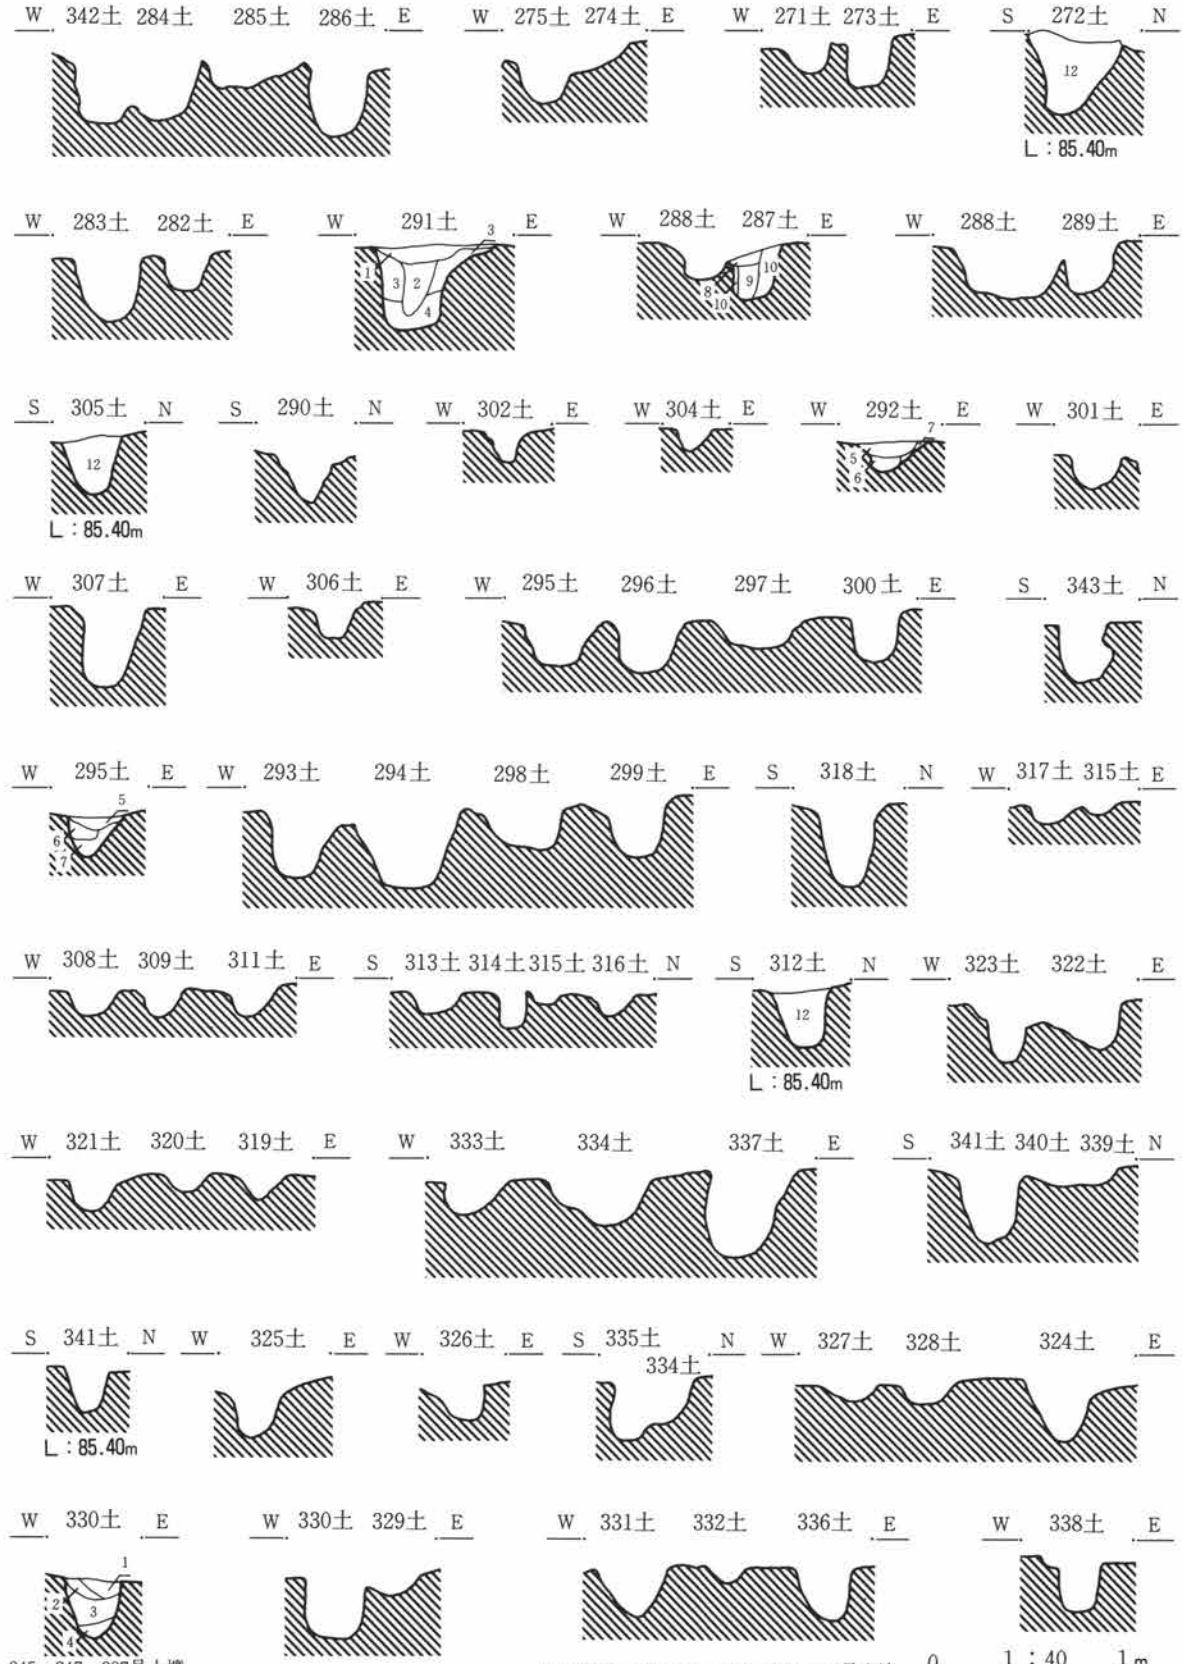 W 342土 284土 285土 286土 E
W 275土 274土 E
W 271土 273土 E
S 272土 N
12
L：85.40m
W 283土 282土 E
W 291土 E
3
1
3 2
4
W 288土 287土 E
10
9
8
10
W 288土 289土 E
S 305土 N
12
L：85.40m
S 290土 N
W 302土 E
W 304土 E
W 292土 E
7
5
6
W 301土 E
W 307土 E
W 306土 E
W 295土 296土 297土 300土 E
S 343土 N
W 295土 E
5
6
7
W 293土 294土 298土 299土 E
S 318土 N
W 317土 315土 E
W 308土 309土 311土 E
S 313土 314土 315土 316土 N
S 312土 N
12
L：85.40m
W 323土 322土 E
W 321土 320土 319土 E
W 333土 334土 337土 E
S 341土 340土 339土 N
S 341土 N
L：85.40m
W 325土 E
W 326土 E
S 335土 N
334土
W 327土 328土 324土 E
W 330土 E
1
2
3
4
W 330土 329土 E
W 331土 332土 336土 E
W 338土 E
0 1：40 1m